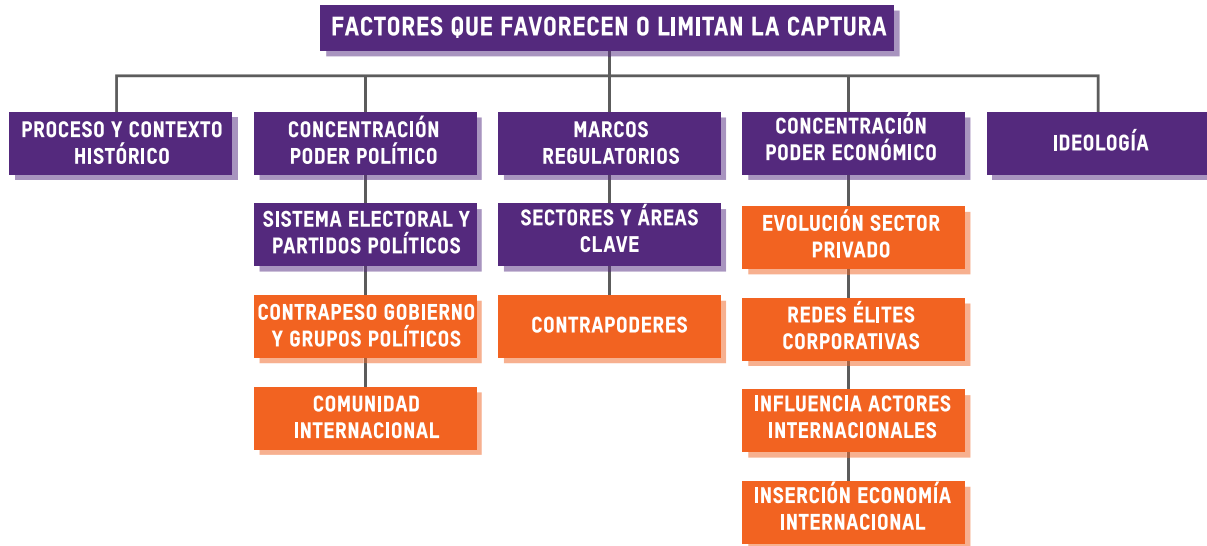 FACTORES QUE FAVORECEN O LIMITAN LA CAPTURA
PROCESO Y CONTEXTO
HISTÓRICO
CONCENTRACIÓN
PODER POLÍTICO
MARCOS
REGULATORIOS
CONCENTRACIÓN
PODER ECONÓMICO
IDEOLOGÍA
SISTEMA ELECTORAL Y
PARTIDOS POLÍTICOS
SECTORES Y ÁREAS
CLAVE
EVOLUCIÓN SECTOR
PRIVADO
CONTRAPESO GOBIERNO
Y GRUPOS POLÍTICOS
CONTRAPODERES
REDES ÉLITES
CORPORATIVAS
COMUNIDAD
INTERNACIONAL
INFLUENCIA ACTORES
INTERNACIONALES
INSERCIÓN ECONOMÍA
INTERNACIONAL